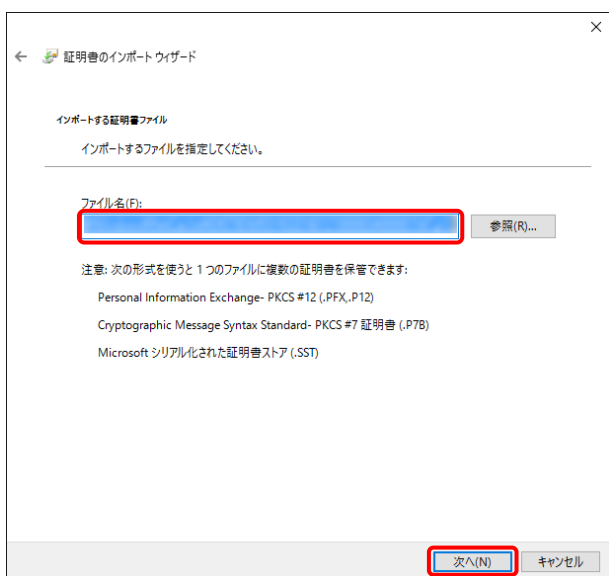 証明書のインポート ウィザード
インポートする証明書ファイル
インポートするファイルを指定してください。
ファイル名(F):
参照(R)...
注意: 次の形式を使うと 1 つのファイルに複数の証明書を保管できます:
Personal Information Exchange- PKCS #12 (.PFX,.P12)
Cryptographic Message Syntax Standard- PKCS #7 証明書 (.P7B)
Microsoft シリアル化された証明書ストア (.SST)
次へ(N) キャンセル